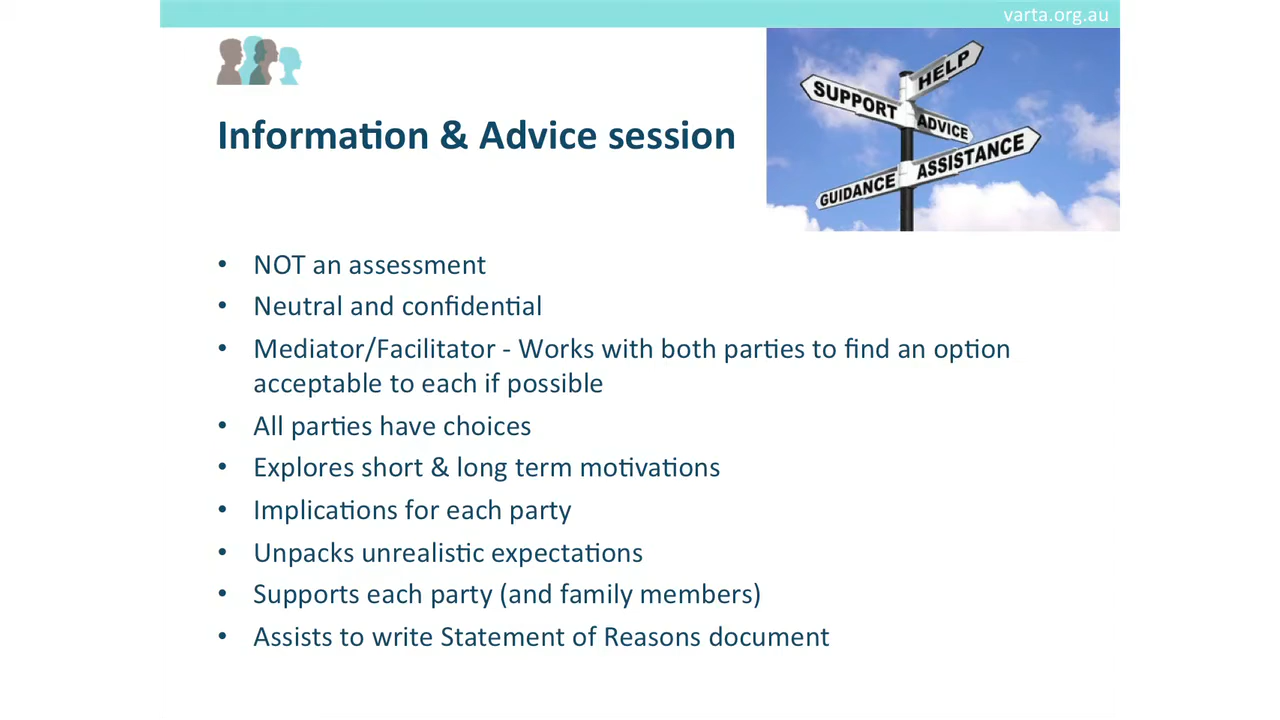 varta.org.au
HELP
SUPPORT
ADVICE
ASSISTANCE
GUIDANCE
Information & Advice session
• NOT an assessment
• Neutral and confidential
• Mediator/Facilitator - Works with both parties to find an option
acceptable to each if possible
• All parties have choices
• Explores short & long term motivations
• Implications for each party
• Unpacks unrealistic expectations
• Supports each party (and family members)
• Assists to write Statement of Reasons document